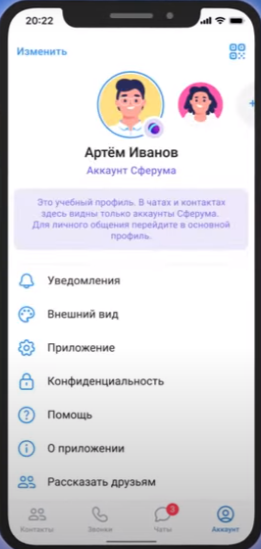 20:22
Изменить
Артём Иванов
Аккаунт Сферума
Это учебный профиль. В чатах и контактах
здесь видны только аккаунты Сферума.
Для личного общения перейдите в основной
профиль.
Уведомления
Внешний вид
Приложение
Конфиденциальность
Помощь
О приложении
Рассказать друзьям
3
Контакты Звонки Чаты Аккаунт